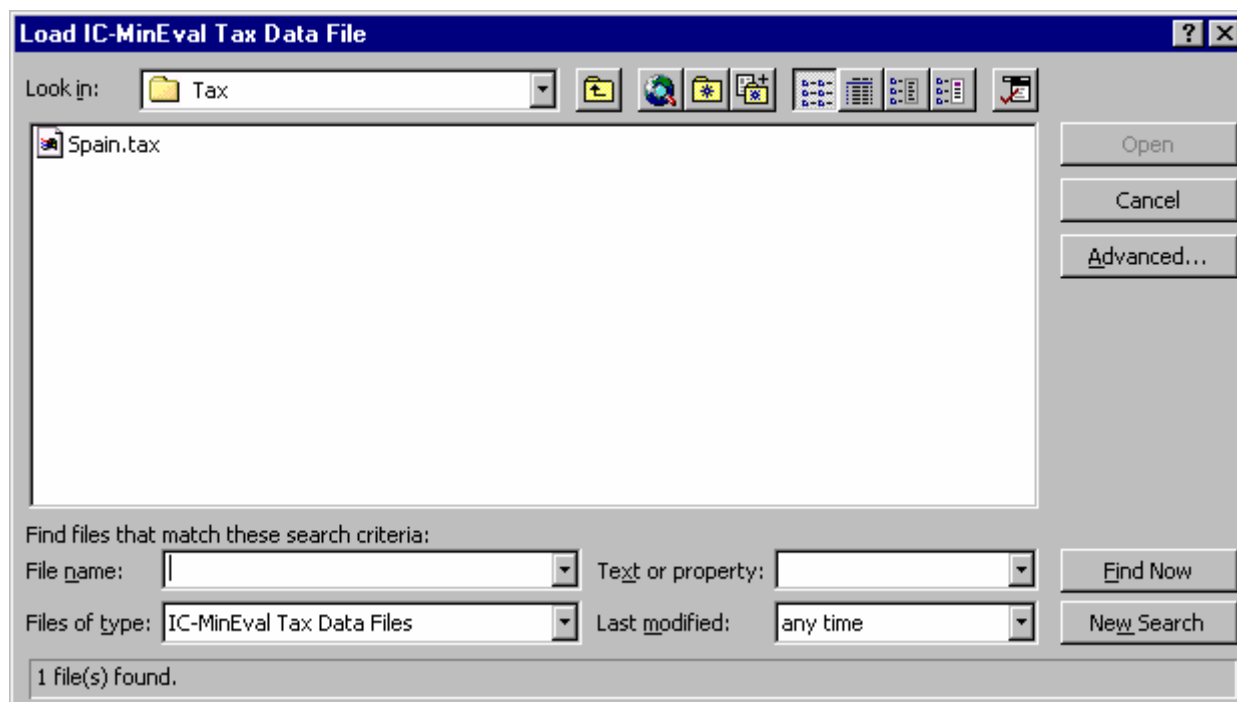 Load IC-MinEval Tax Data File
Look in: Tax
Spain.tax
Open
Cancel
Advanced...
Find files that match these search criteria:
File name: Text or property: Find Now
Files of type: IC-MinEval Tax Data Files Last modified: any time New Search
1 file(s) found.